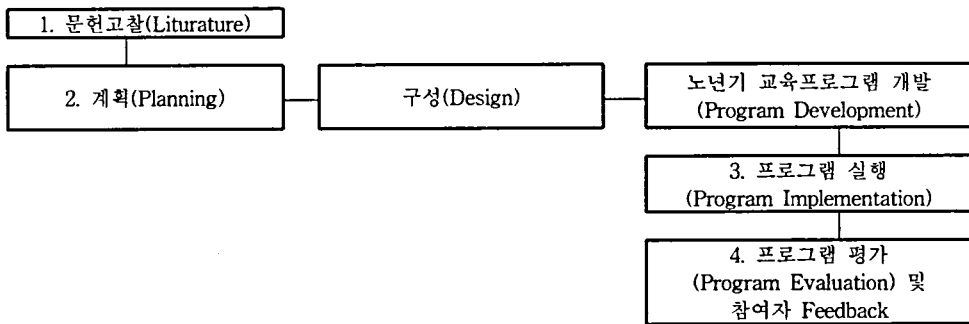 1. 문헌고찰(Liturature)
2. 계획(Planning)
구성(Design)
노년기 교육프로그램 개발
(Program Development)
3. 프로그램 실행
(Program Implementation)
4. 프로그램 평가
(Program Evaluation) 및
참여자 Feedback